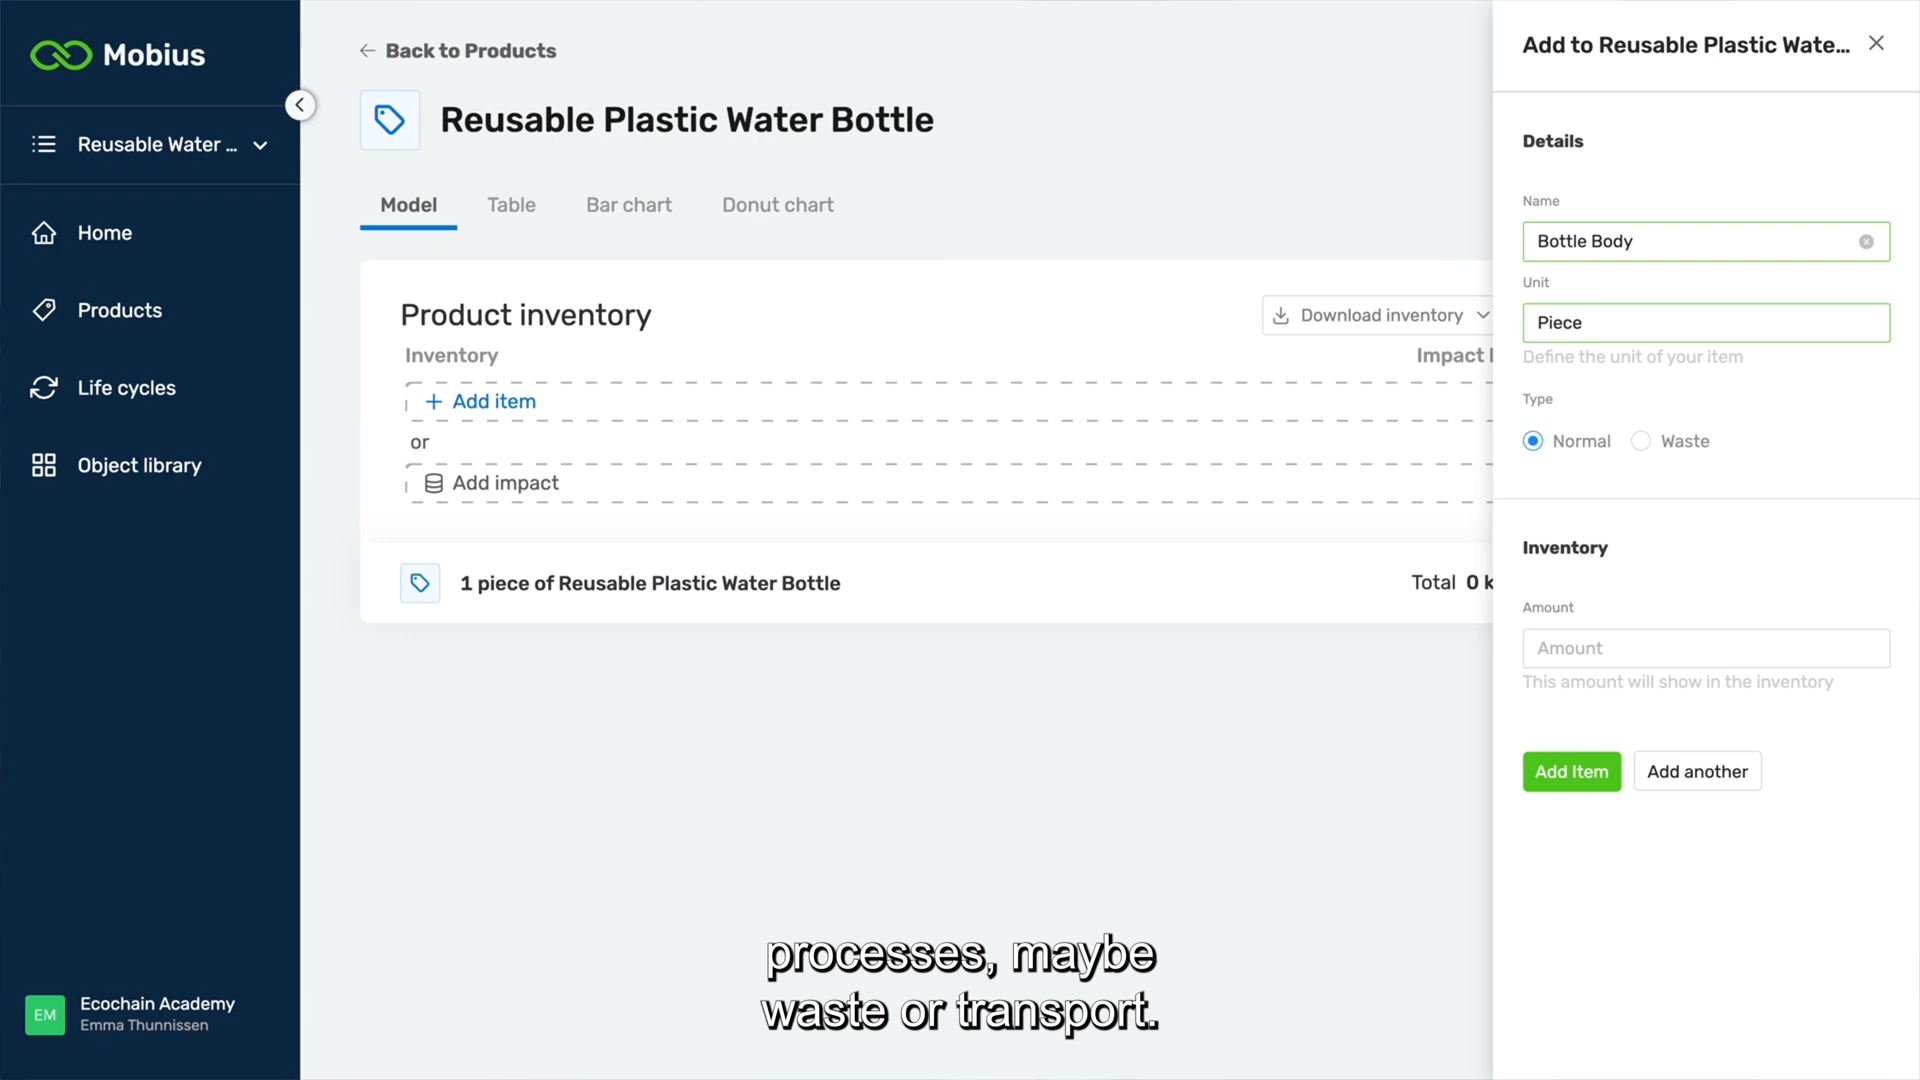 Mobius
Reusable Water ...
Home
Products
Life cycles
Object library
EM
Ecochain Academy
Emma Thunnissen
Back to Products
Reusable Plastic Water Bottle
Model
Table
Bar chart
Donut chart
Product inventory
Download inventory
Inventory
Impact
Add item
or
Add impact
1 piece of Reusable Plastic Water Bottle
Total 0 k
Add to Reusable Plastic Wate...
Details
Name
Bottle Body
Unit
Piece
Define the unit of your item
Type
Normal
Waste
Inventory
Amount
Amount
This amount will show in the inventory
Add Item
Add another
processes, maybe
waste or transport.